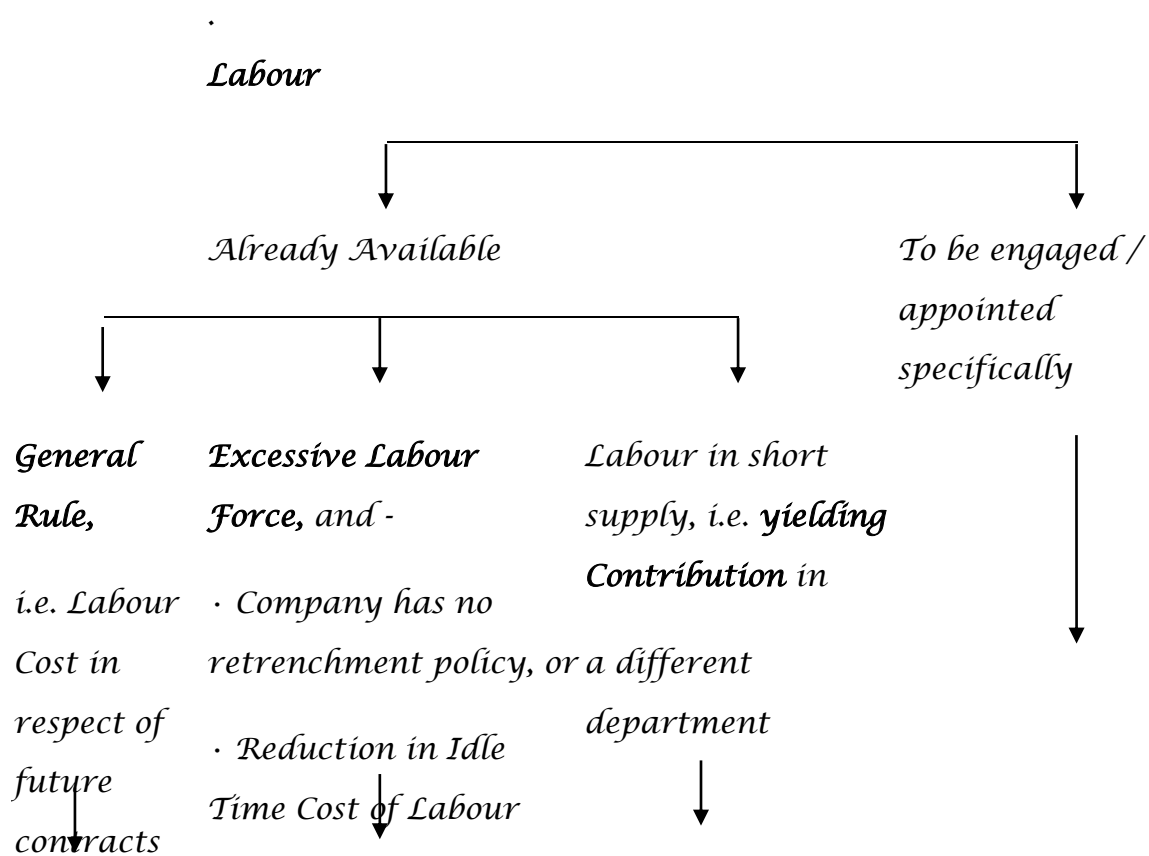 .
Labour
Already Available
To be engaged /
appointed
specifically
General
Rule,
i.e. Labour
Cost in
respect of
future
contracts
Excessive Labour
Force, and -
· Company has no
retrenchment policy, or
· Reduction in Idle
Time Cost of Labour
Labour in short
supply, i.e. yielding
Contribution in
a different
department